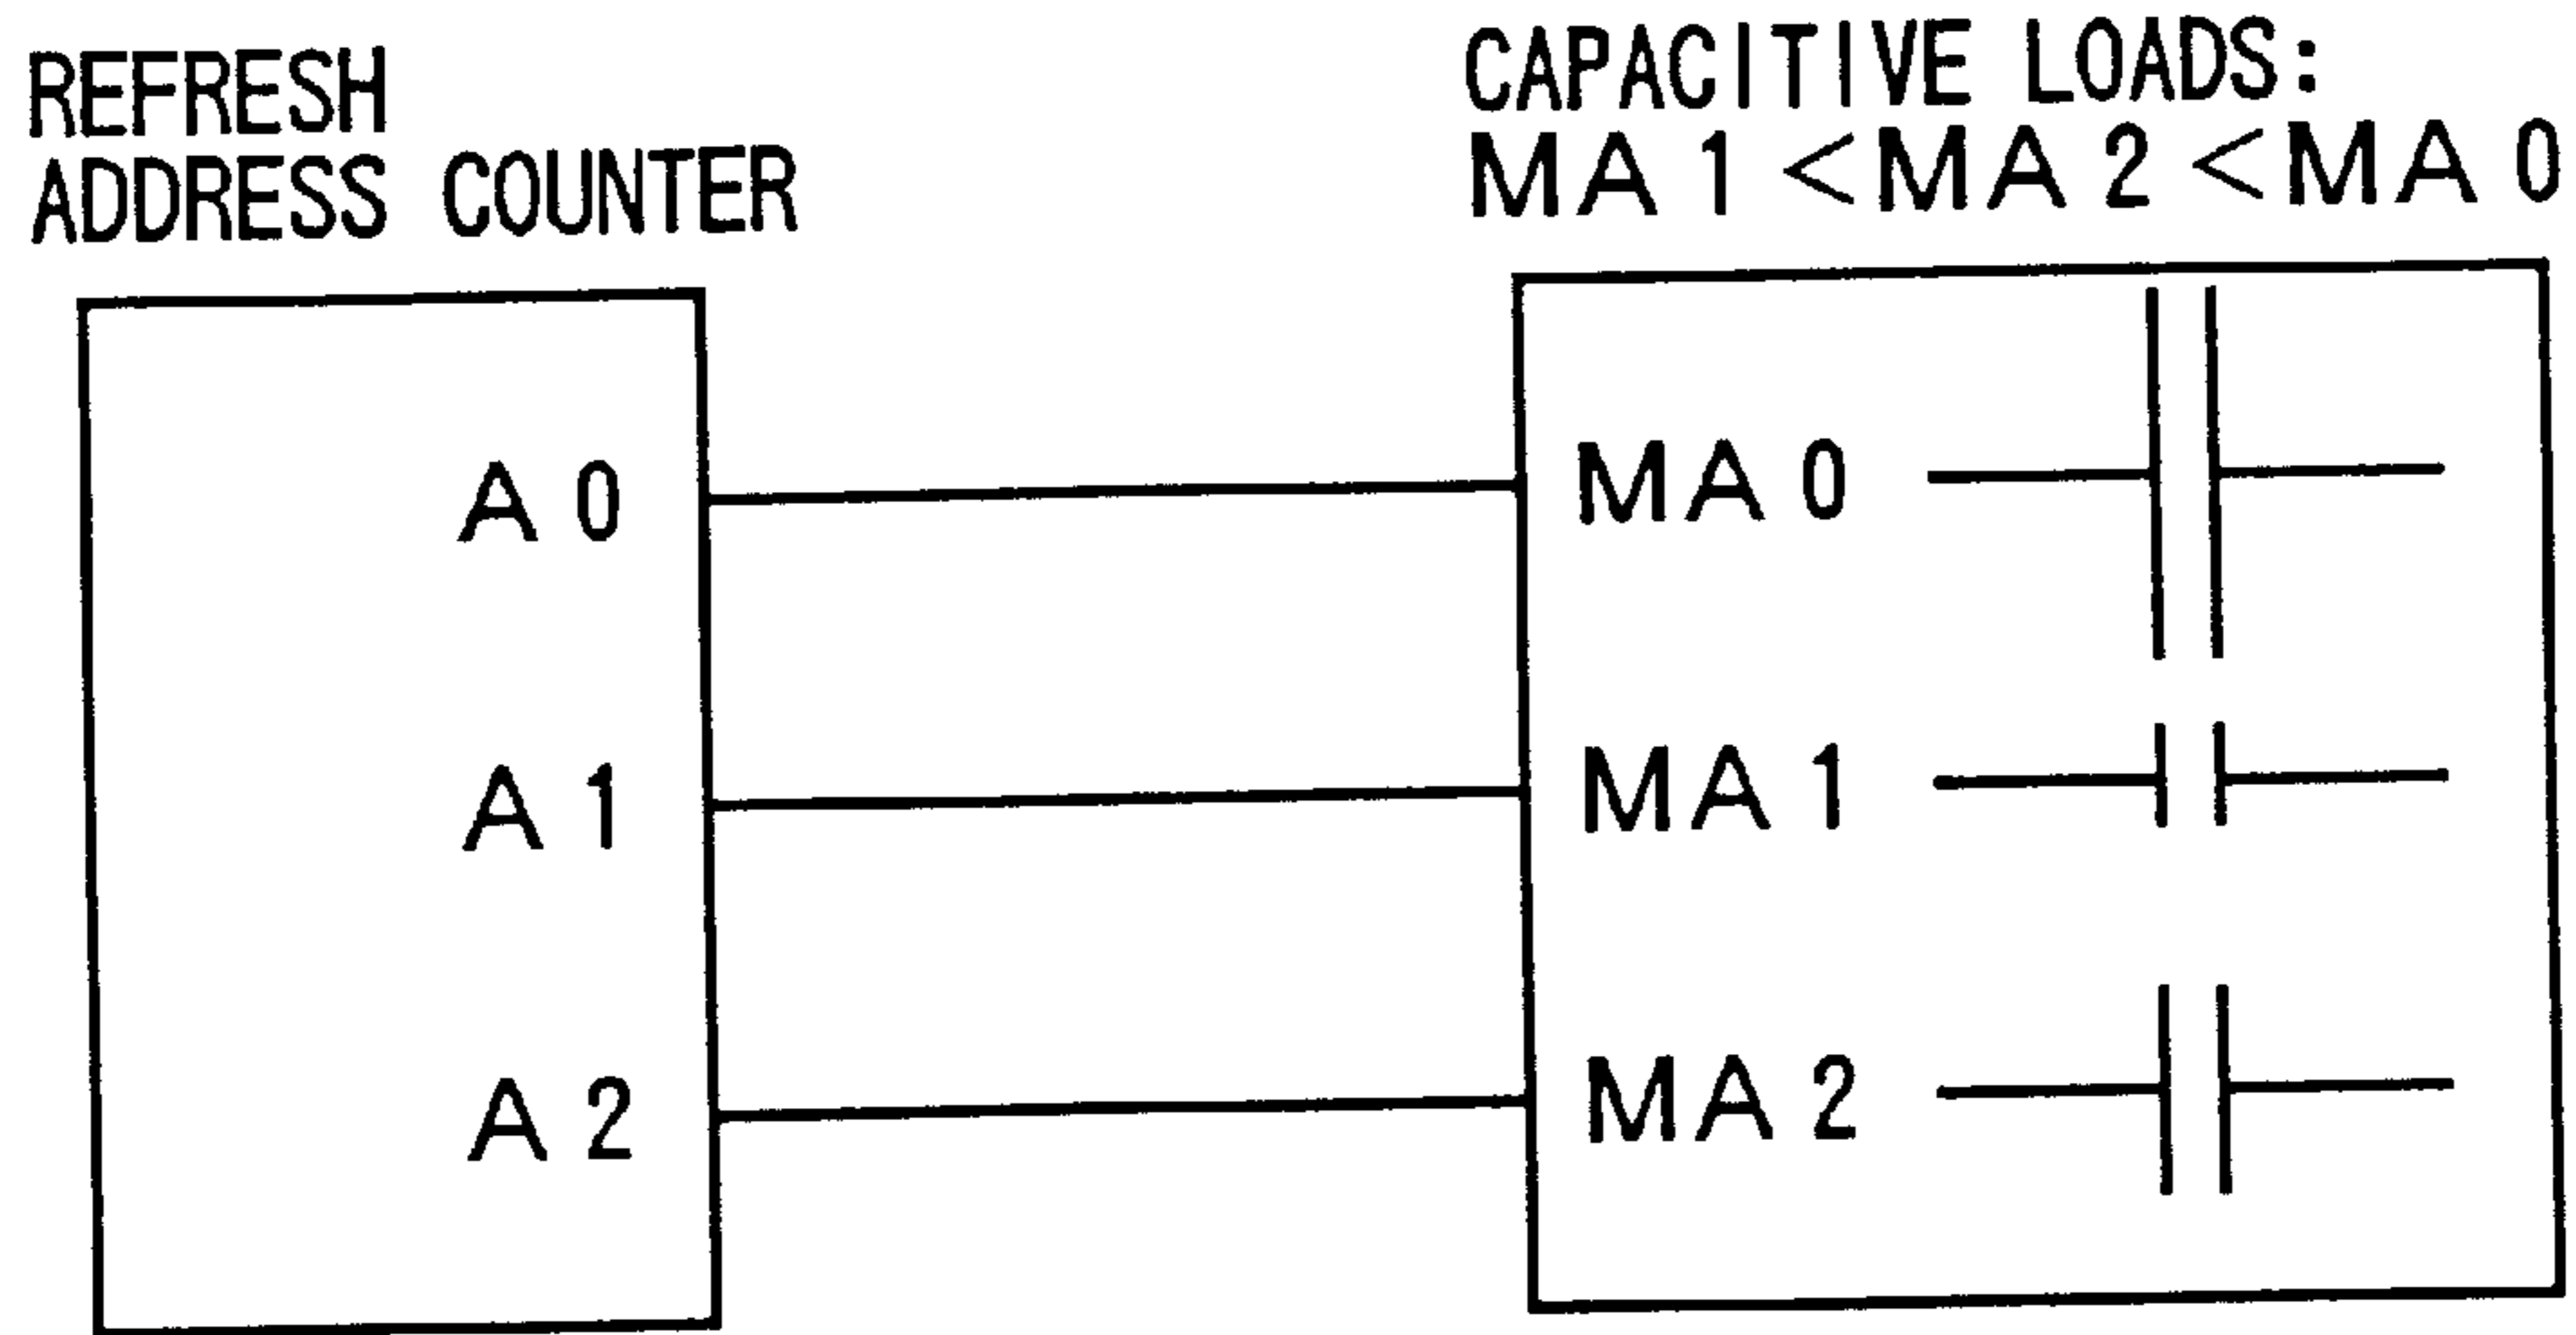 REFRESH
ADDRESS COUNTER
CAPACITIVE LOADS:
MA1<MA2<MA0
A0
A1
A2
MA0
MA1
MA2